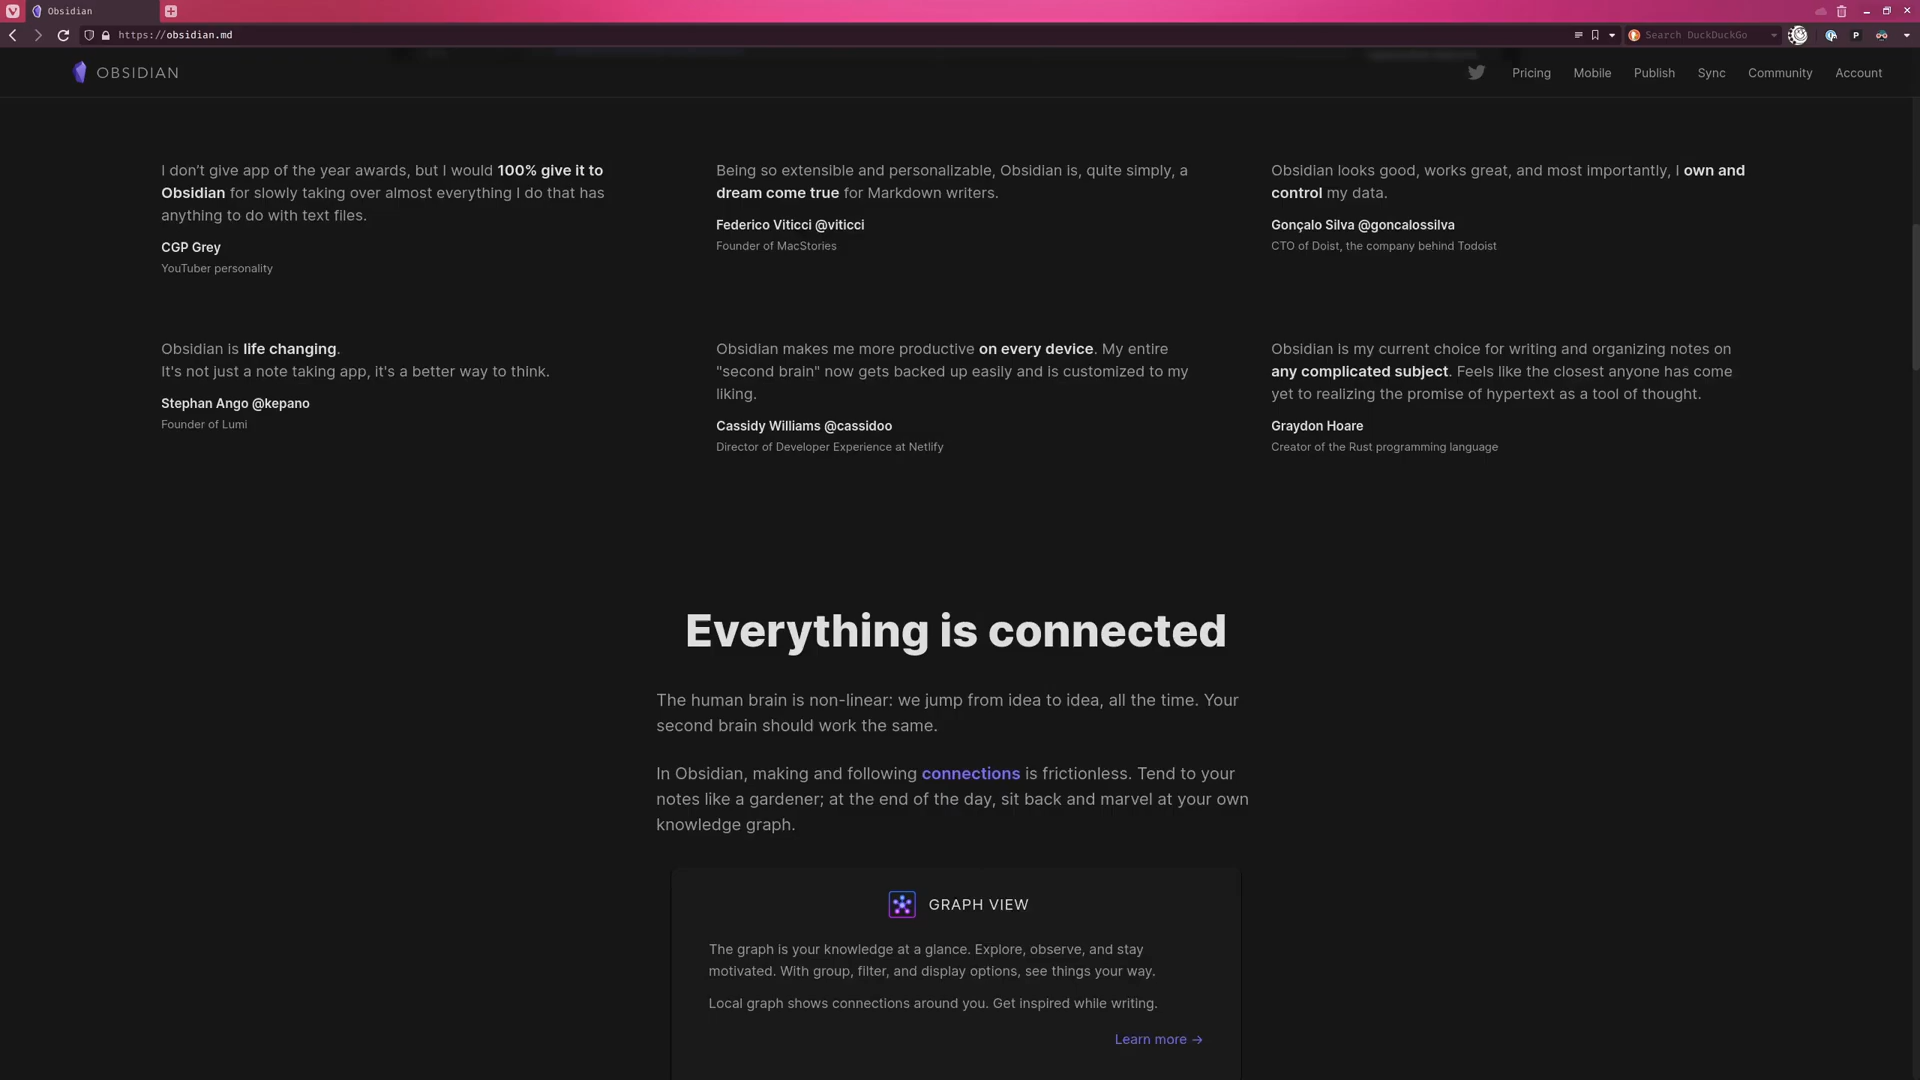 Obsidian
https://obsidian.md
Search DuckDuckGo
P
OBSIDIAN
Pricing
Mobile
Publish
Sync
Community
Account
I don’t give app of the year awards, but I would 100% give it to
Obsidian for slowly taking over almost everything I do that has
anything to do with text files.
CGP Grey
YouTuber personality
Being so extensible and personalizable, Obsidian is, quite simply, a
dream come true for Markdown writers.
Federico Viticci @viticci
Founder of MacStories
Obsidian looks good, works great, and most importantly, I own and
control my data.
Gonçalo Silva @goncalossilva
CTO of Doist, the company behind Todoist
Obsidian is life changing.
It's not just a note taking app, it's a better way to think.
Stephan Ango @kepano
Founder of Lumi
Obsidian makes me more productive on every device. My entire
"second brain" now gets backed up easily and is customized to my
liking.
Cassidy Williams @cassidoo
Director of Developer Experience at Netlify
Obsidian is my current choice for writing and organizing notes on
any complicated subject. Feels like the closest anyone has come
yet to realizing the promise of hypertext as a tool of thought.
Graydon Hoare
Creator of the Rust programming language
Everything is connected
The human brain is non-linear: we jump from idea to idea, all the time. Your
second brain should work the same.
In Obsidian, making and following connections is frictionless. Tend to your
notes like a gardener; at the end of the day, sit back and marvel at your own
knowledge graph.
GRAPH VIEW
The graph is your knowledge at a glance. Explore, observe, and stay
motivated. With group, filter, and display options, see things your way.
Local graph shows connections around you. Get inspired while writing.
Learn more →